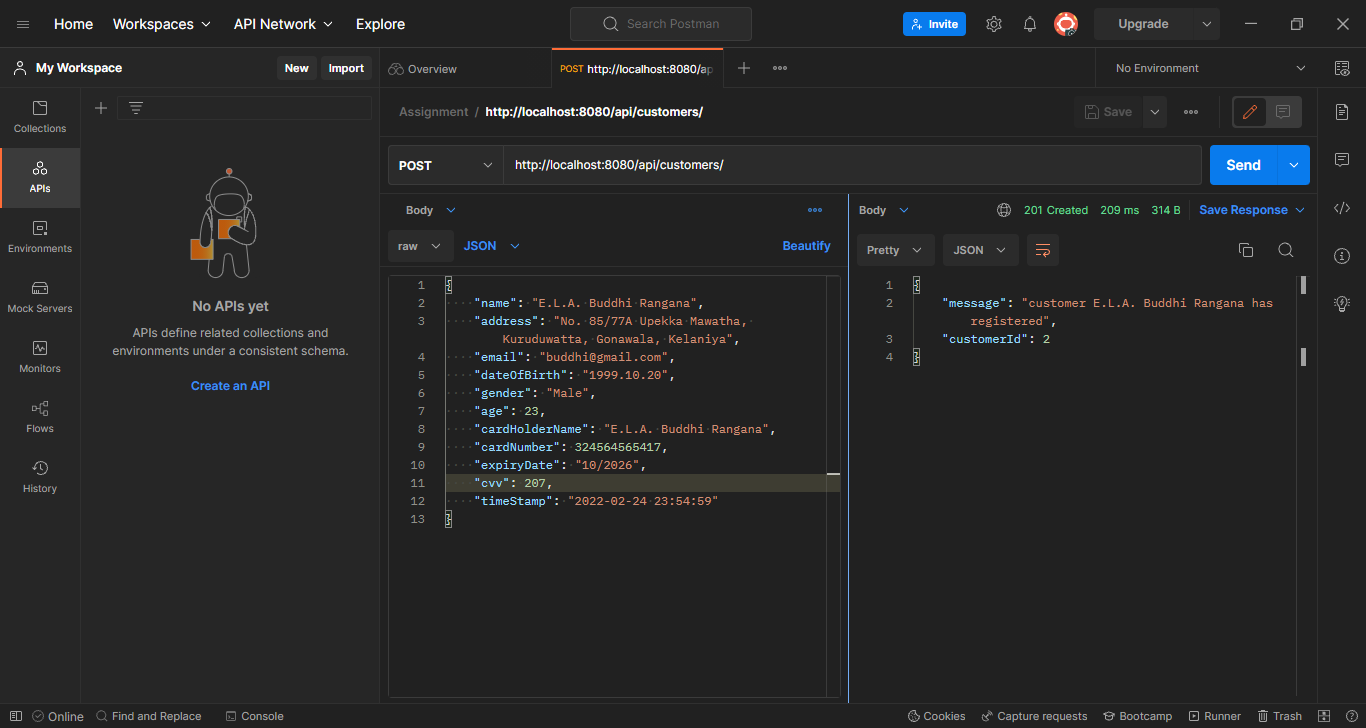 Home Workspaces API Network Explore Search Postman Invite Upgrade
My Workspace New Import Overview POST http://localhost:8080/ap No Environment
Collections
APIs
Environments
Mock Servers
Monitors
Flows
History
No APIs yet
APIs define related collections and
environments under a consistent schema.
Create an API
Assignment / http://localhost:8080/api/customers/ Save
POST http://localhost:8080/api/customers/ Send
Body
raw JSON Beautify
1 {
2 "name": "E.L.A. Buddhi Rangana",
3 "address": "No. 85/77A Upekka Mawatha,
Kuruduwatta, Gonawala, Kelaniya",
4 "email": "buddhi@gmail.com",
5 "dateOfBirth": "1999.10.20",
6 "gender": "Male",
7 "age": 23,
8 "cardHolderName": "E.L.A. Buddhi Rangana",
9 "cardNumber": 324564565417,
10 "expiryDate": "10/2026",
11 "cvv": 207,
12 "timeStamp": "2022-02-24 23:54:59"
13 }
Body 201 Created 209 ms 314 B Save Response
Pretty JSON
1 {
2 "message": "customer E.L.A. Buddhi Rangana has
registered",
3 "customerId": 2
4 }
Online Find and Replace Console Cookies Capture requests Bootcamp Runner Trash